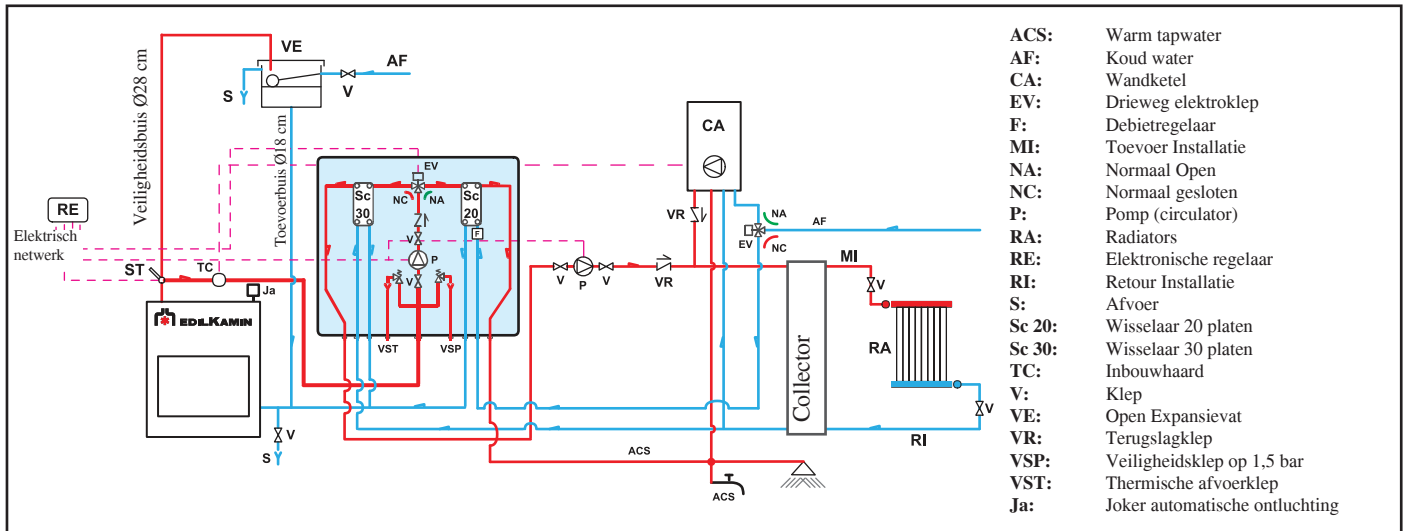 VE
AF
S
V
Veiligheidsbuis Ø28 cm
Toevoerbuis Ø18 cm
RE
Elektrisch
netwerk
ST
TC
Ja
EDILKAMIN
V
S
EV
Sc
30
NC
NA
Sc
20
F
V
P
V
VST
VSP
CA
VR
NA
EV
NC
AF
V
P
V
VR
MI
V
Collector
RA
V
RI
ACS
ACS
ACS: Warm tapwater
AF: Koud water
CA: Wandketel
EV: Drieweg elektroklep
F: Debietregelaar
MI: Toevoer Installatie
NA: Normaal Open
NC: Normaal gesloten
P: Pomp (circulator)
RA: Radiators
RE: Elektronische regelaar
RI: Retour Installatie
S: Afvoer
Sc 20: Wisselaar 20 platen
Sc 30: Wisselaar 30 platen
TC: Inbouwhaard
V: Klep
VE: Open Expansievat
VR: Terugslagklep
VSP: Veiligheidsklep op 1,5 bar
VST: Thermische afvoerklep
Ja: Joker automatische ontluchting